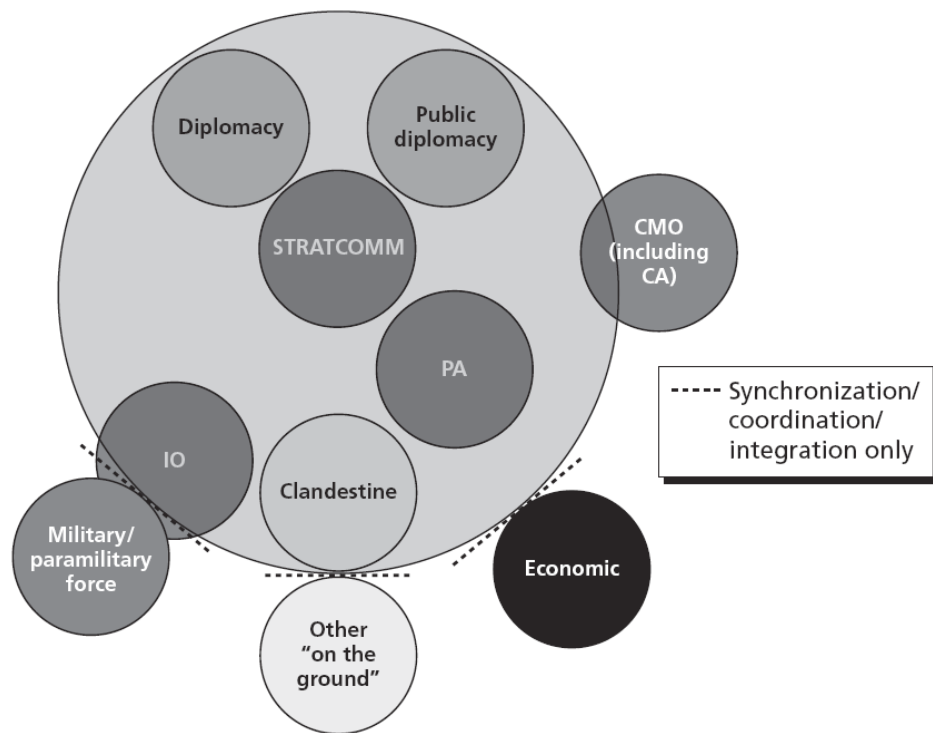 Diplomacy
Public
diplomacy
STRATCOMM
CMO
(including
CA)
PA
Synchronization/
coordination/
integration only
IO
Clandestine
Military/
paramilitary
force
Economic
Other
“on the
ground”